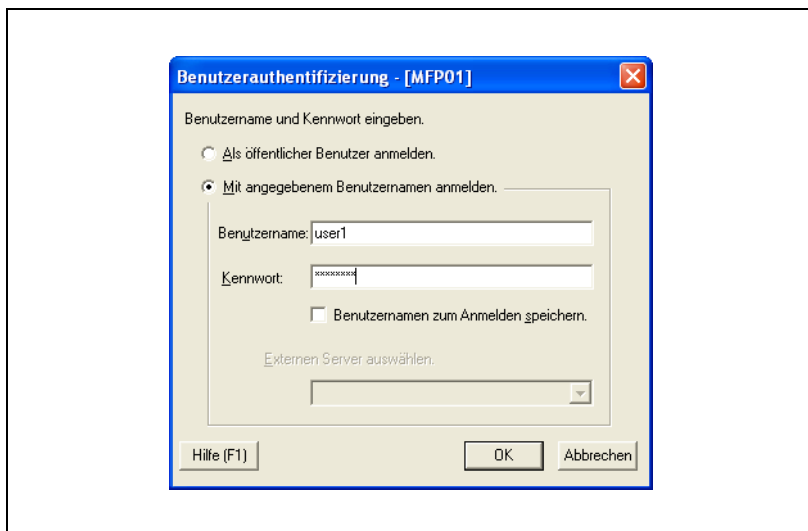 Benutzerauthentifizierung - [MFP01]
Benutzername und Kennwort eingeben.
Als öffentlicher Benutzer anmelden.
Mit angegebenem Benutzernamen anmelden.
Benutzername: user1
Kennwort: ********
Benutzernamen zum Anmelden speichern.
Externen Server auswählen.
Hilfe (F1) OK Abbrechen